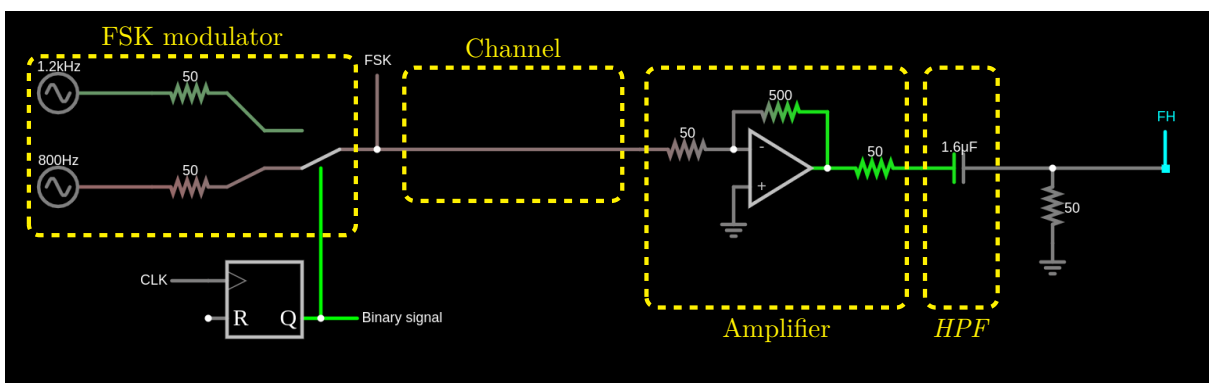 FSK modulator
Channel
1.2kHz
50
FSK
800Hz
50
50
500
-
+
50
1.6μF
FH
50
CLK
R
Q
Binary signal
Amplifier
HPF